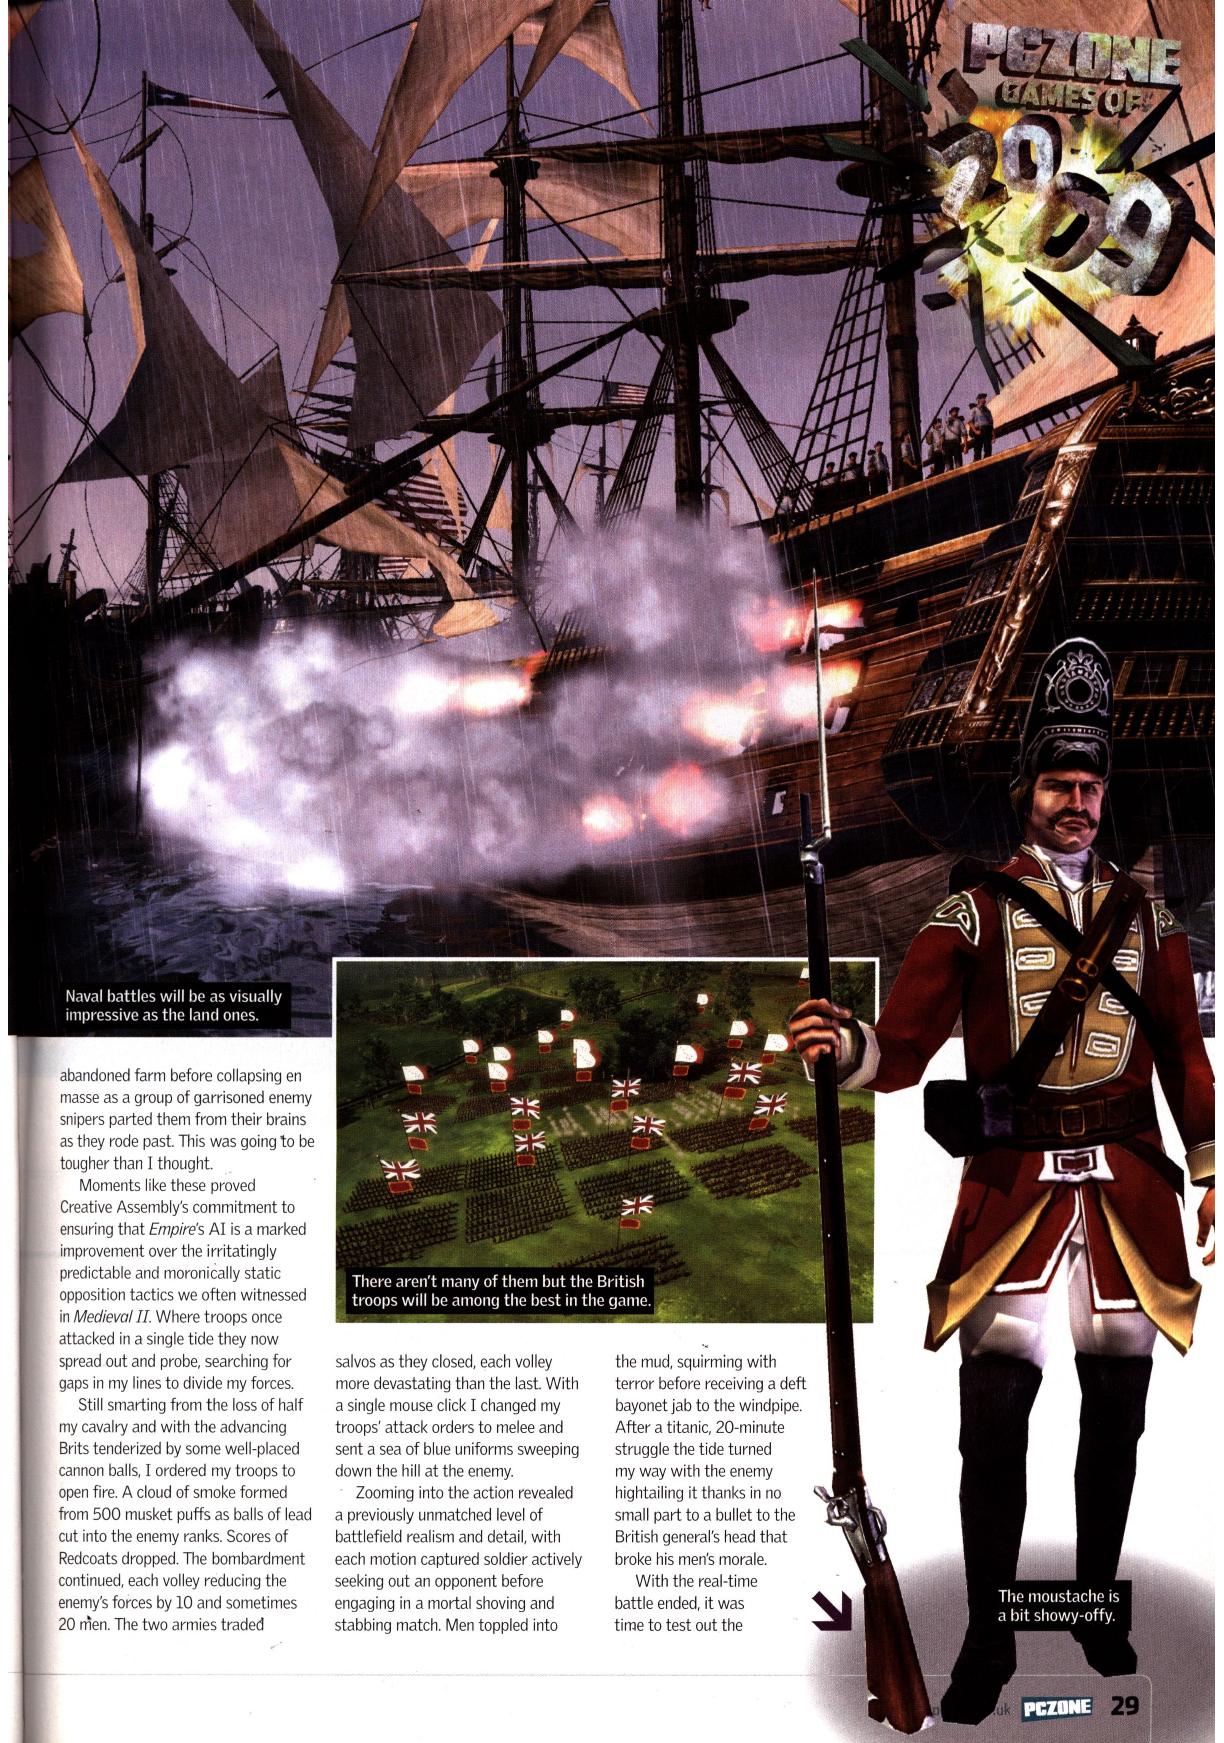 PCZONE
GAMES OF
2009
Naval battles will be as visually
impressive as the land ones.
There aren't many of them but the British
troops will be among the best in the game.
abandoned farm before collapsing en
masse as a group of garrisoned enemy
snipers parted them from their brains
as they rode past. This was going to be
tougher than I thought.
Moments like these proved
Creative Assembly's commitment to
ensuring that Empire's AI is a marked
improvement over the irritatingly
predictable and moronically static
opposition tactics we often witnessed
in Medieval II. Where troops once
attacked in a single tide they now
spread out and probe, searching for
gaps in my lines to divide my forces.
Still smarting from the loss of half
my cavalry and with the advancing
Brits tenderized by some well-placed
cannon balls, I ordered my troops to
open fire. A cloud of smoke formed
from 500 musket puffs as balls of lead
cut into the enemy ranks. Scores of
Redcoats dropped. The bombardment
continued, each volley reducing the
enemy's forces by 10 and sometimes
20 men. The two armies traded
salvos as they closed, each volley
more devastating than the last. With
a single mouse click I changed my
troops' attack orders to melee and
sent a sea of blue uniforms sweeping
down the hill at the enemy.
Zooming into the action revealed
a previously unmatched level of
battlefield realism and detail, with
each motion captured soldier actively
seeking out an opponent before
engaging in a mortal shoving and
stabbing match. Men toppled into
the mud, squirming with
terror before receiving a deft
bayonet jab to the windpipe.
After a titanic, 20-minute
struggle the tide turned
my way with the enemy
hightailing it thanks in no
small part to a bullet to the
British general's head that
broke his men's morale.
With the real-time
battle ended, it was
time to test out the
The moustache is
a bit showy-offy.
.uk PCZONE 29